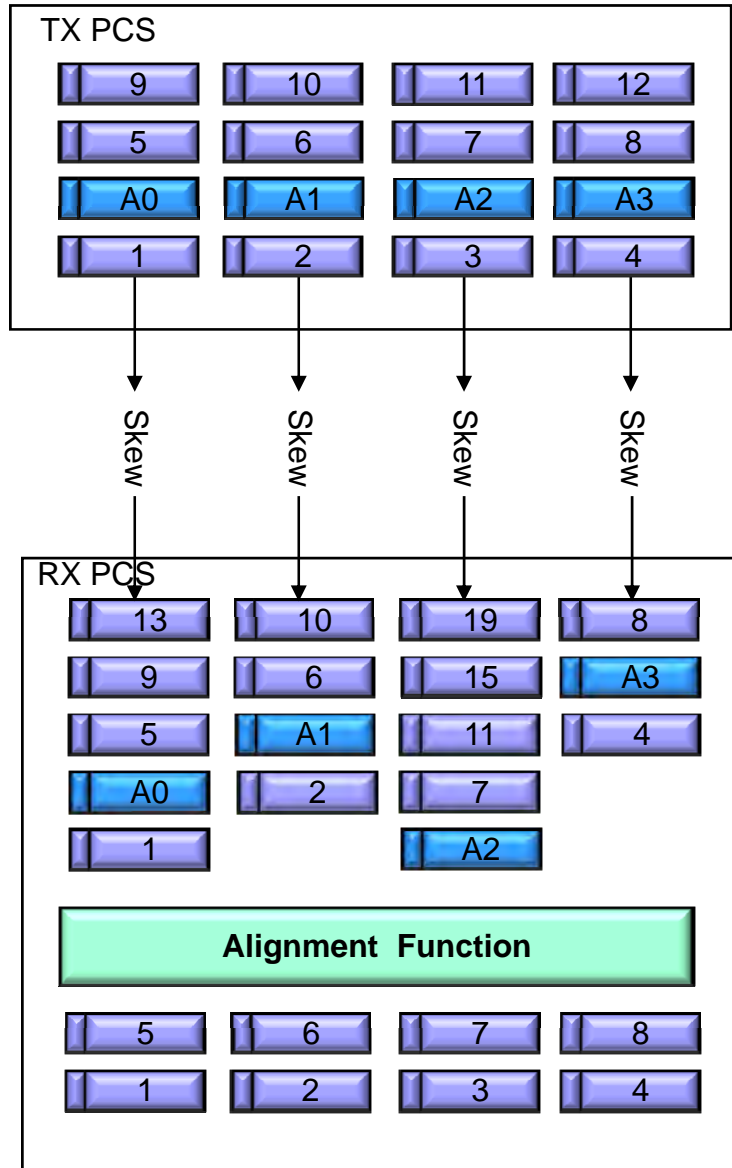 TX PCS
9 10 11 12
5 6 7 8
A0 A1 A2 A3
1 2 3 4
Skew Skew Skew Skew
RX PCS
13 10 19 8
9 6 15 A3
5 A1 11 4
A0 2 7
1 A2
Alignment Function
5 6 7 8
1 2 3 4